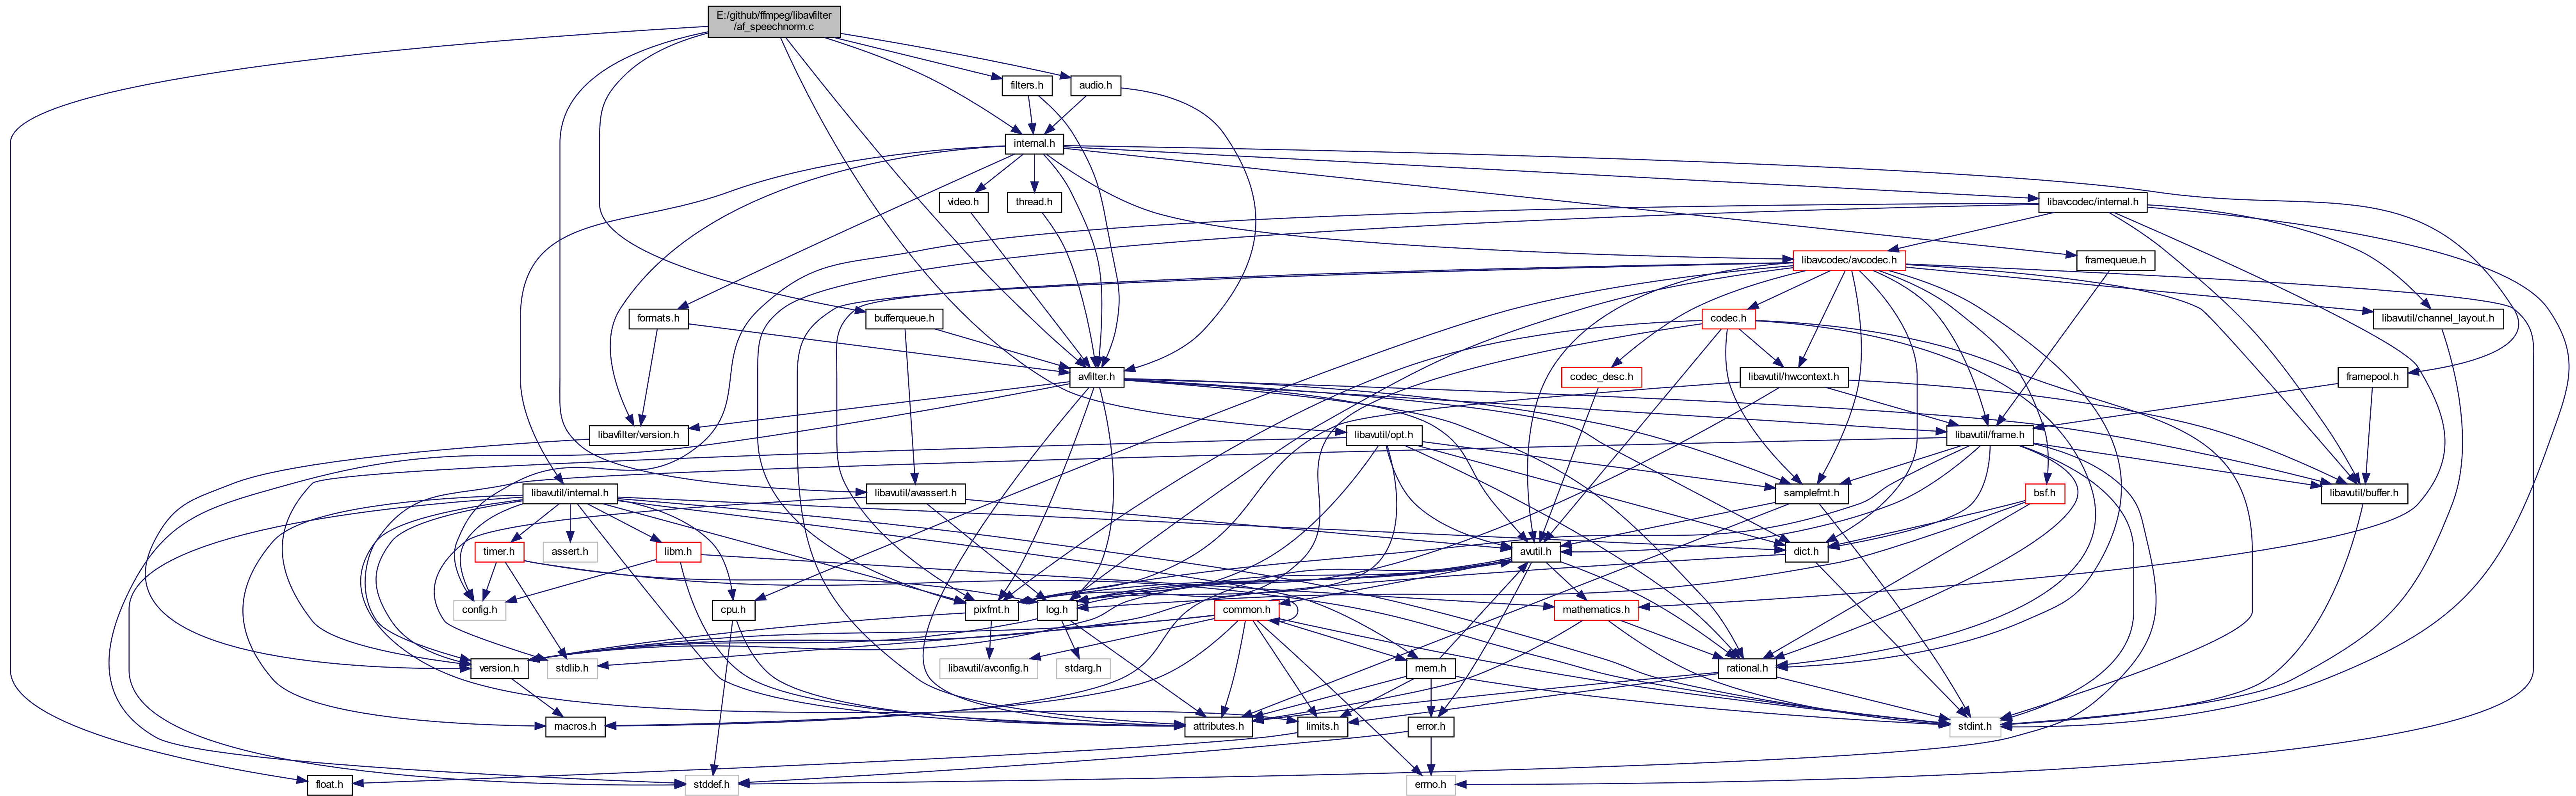 E:/github/ffmpeg/libavfilter
/af_speechnorm.c
filters.h
audio.h
internal.h
video.h
thread.h
libavcodec/internal.h
libavcodec/avcodec.h
framequeue.h
formats.h
bufferqueue.h
codec.h
libavutil/channel_layout.h
avfilter.h
codec_desc.h
libavutil/hwcontext.h
framepool.h
libavfilter/version.h
libavutil/opt.h
libavutil/frame.h
libavutil/internal.h
libavutil/avassert.h
samplefmt.h
bsf.h
libavutil/buffer.h
timer.h
assert.h
libm.h
avutil.h
dict.h
config.h
cpu.h
pixfmt.h
log.h
common.h
mathematics.h
version.h
stdlib.h
libavutil/avconfig.h
stdarg.h
mem.h
rational.h
macros.h
attributes.h
limits.h
error.h
stdint.h
float.h
stddef.h
errno.h